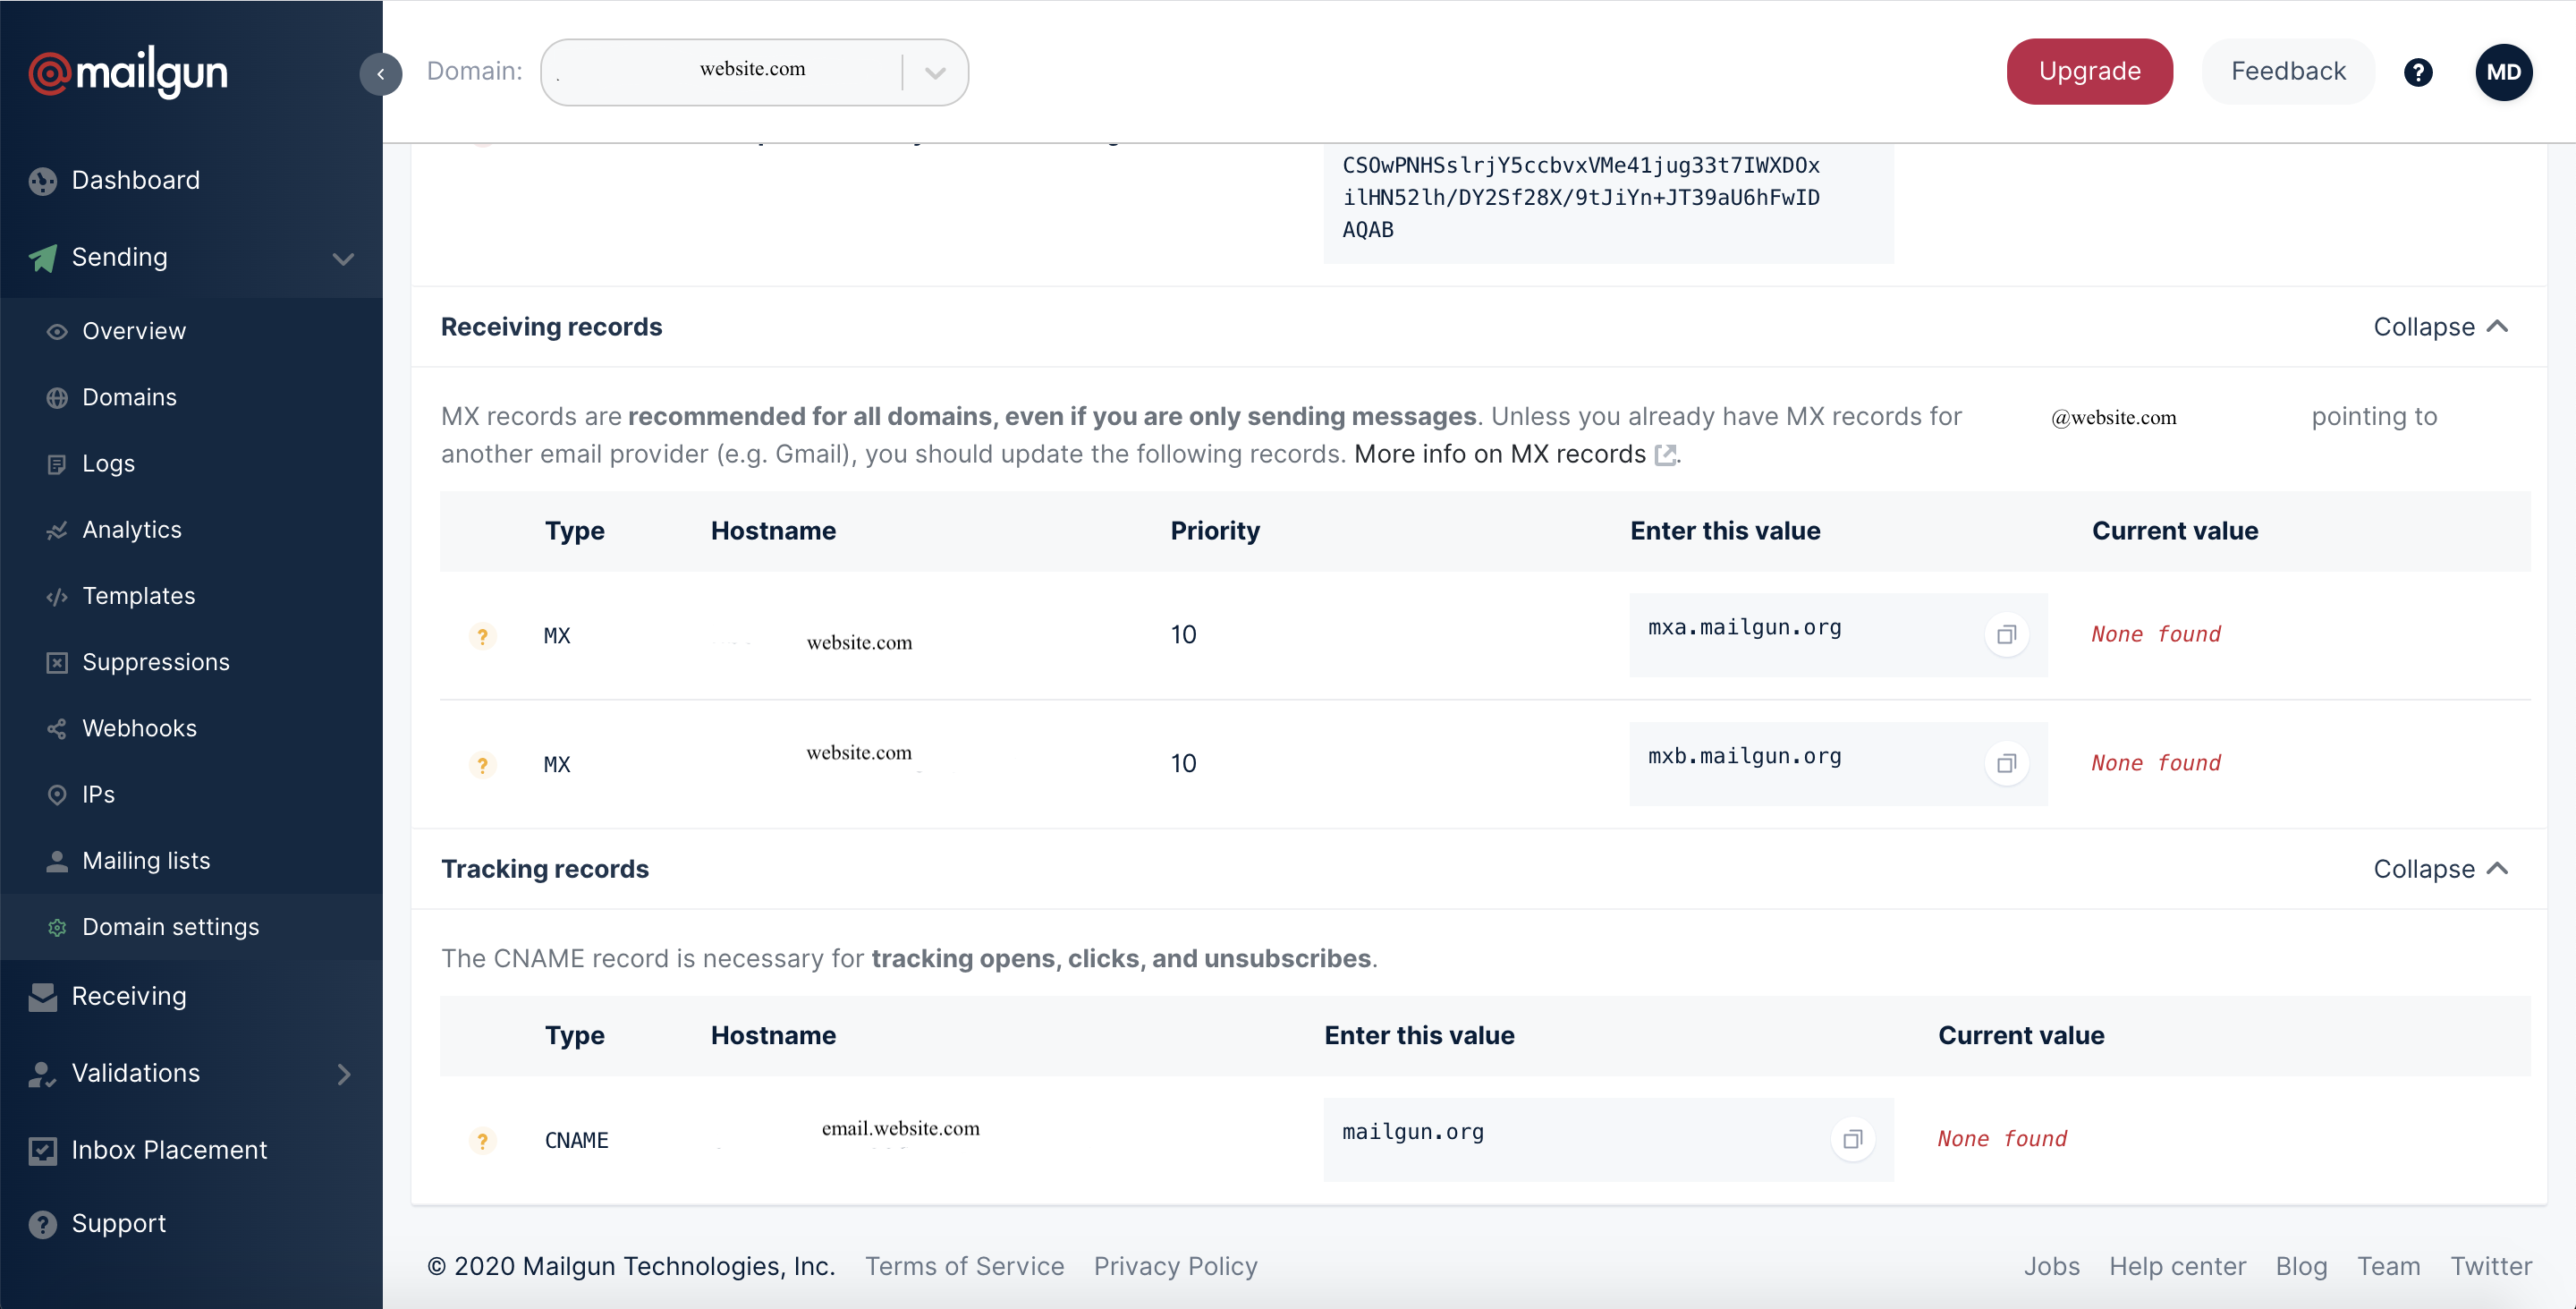 @mailgun
Domain: website.com
Upgrade
Feedback
?
MD
Dashboard
Sending
Overview
Domains
Logs
Analytics
Templates
Suppressions
Webhooks
IPs
Mailing lists
Domain settings
Receiving
Validations
Inbox Placement
Support
CSOwPNHSslrjY5ccbvxVMe41jug33t7IWXDOx
ilHN52lh/DY2Sf28X/9tJiYn+JT39aU6hFwID
AQAB
Receiving records Collapse
MX records are recommended for all domains, even if you are only sending messages. Unless you already have MX records for @website.com pointing to
another email provider (e.g. Gmail), you should update the following records. More info on MX records.
Type Hostname Priority Enter this value Current value
? MX website.com 10 mxa.mailgun.org None found
? MX website.com 10 mxb.mailgun.org None found
Tracking records Collapse
The CNAME record is necessary for tracking opens, clicks, and unsubscribes.
Type Hostname Enter this value Current value
? CNAME email.website.com mailgun.org None found
© 2020 Mailgun Technologies, Inc. Terms of Service Privacy Policy
Jobs Help center Blog Team Twitter